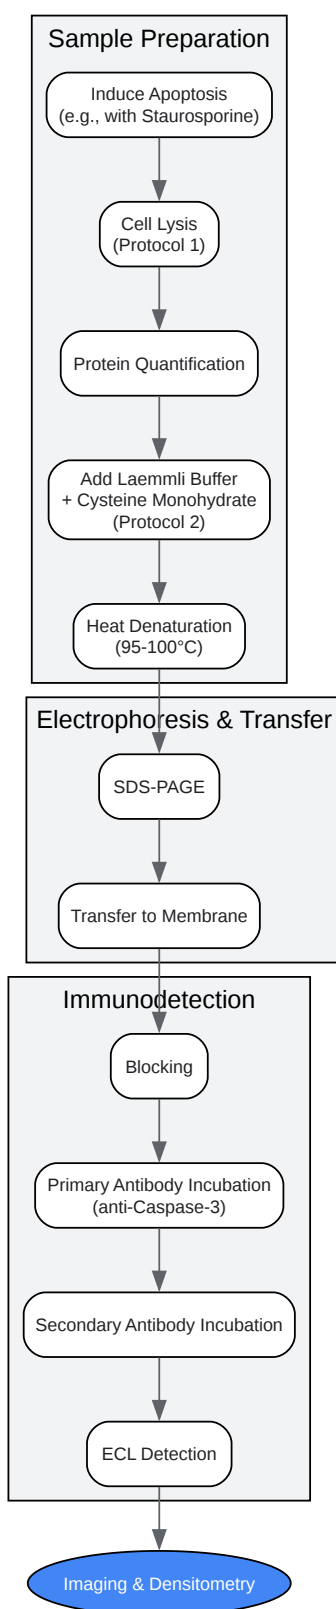 Sample Preparation
Induce Apoptosis
(e.g., with Staurosporine)
Cell Lysis
(Protocol 1)
Protein Quantification
Add Laemmli Buffer
+ Cysteine Monohydrate
(Protocol 2)
Heat Denaturation
(95-100°C)
Electrophoresis & Transfer
SDS-PAGE
Transfer to Membrane
Immunodetection
Blocking
Primary Antibody Incubation
(anti-Caspase-3)
Secondary Antibody Incubation
ECL Detection
Imaging & Densitometry